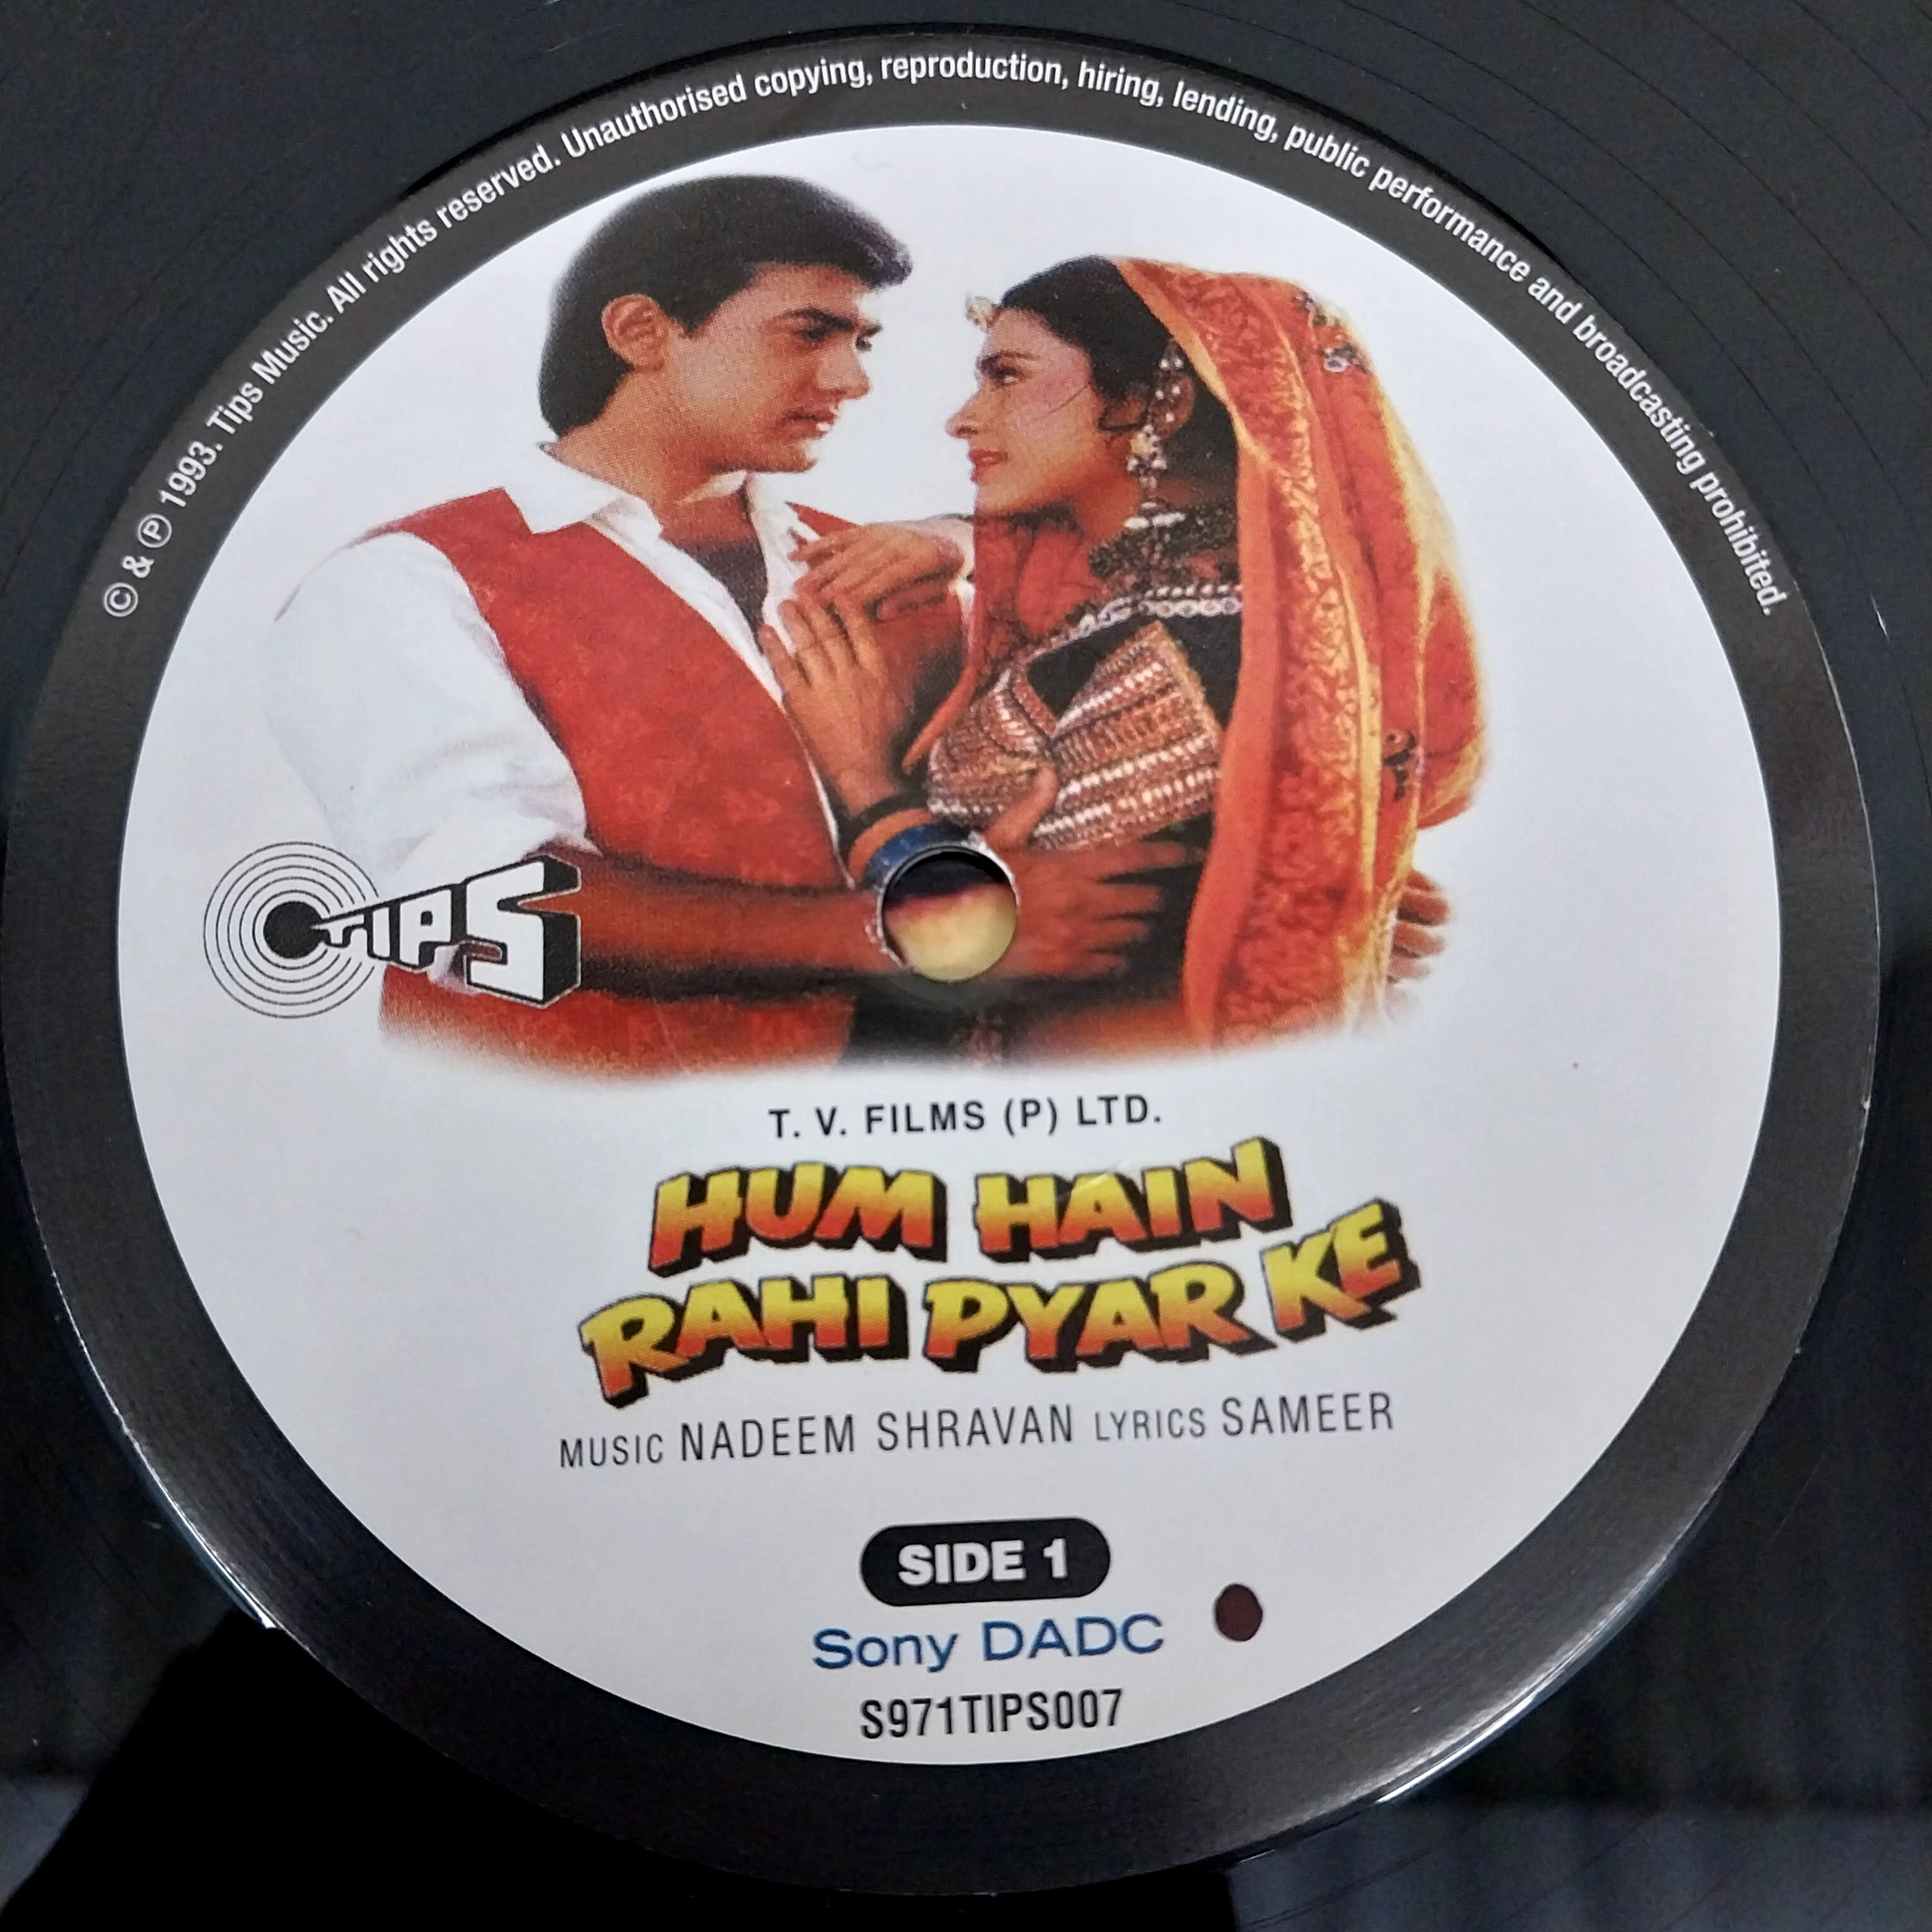 © & ℗ 1993. Tips Music. All rights reserved. Unauthorised copying, reproduction, hiring, lending, public performance and broadcasting prohibited.
TIPS
T. V. FILMS (P) LTD.
HUM HAIN
RAHI PYAR KE
MUSIC NADEEM SHRAVAN LYRICS SAMEER
SIDE 1
Sony DADC
S971TIPS007